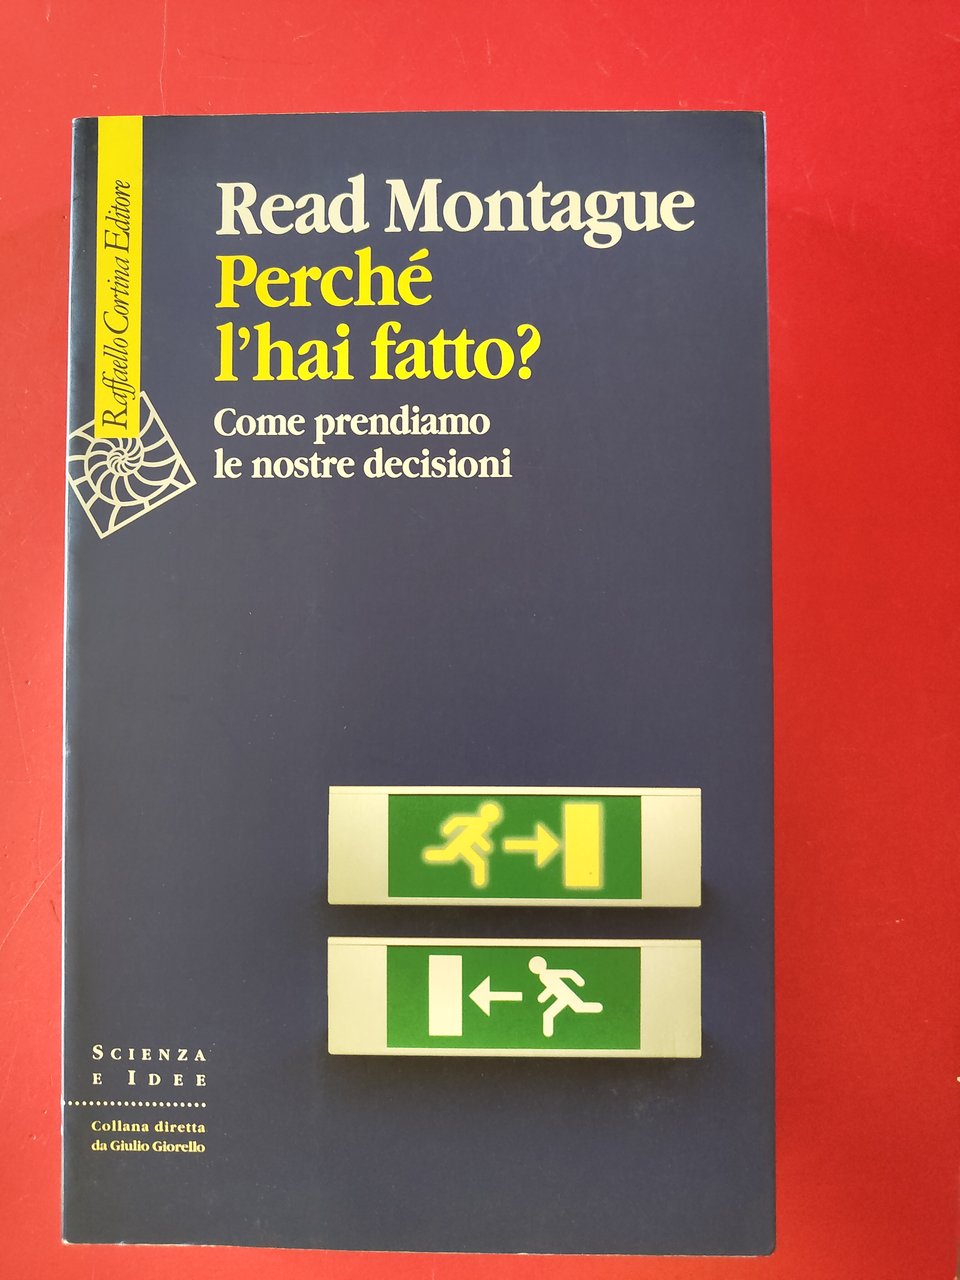 Raffaello Cortina Editore
Read Montague
Perché
l'hai fatto?
Come prendiamo
le nostre decisioni
SCIENZA
E IDEE
Collana diretta
da Giulio Giorello